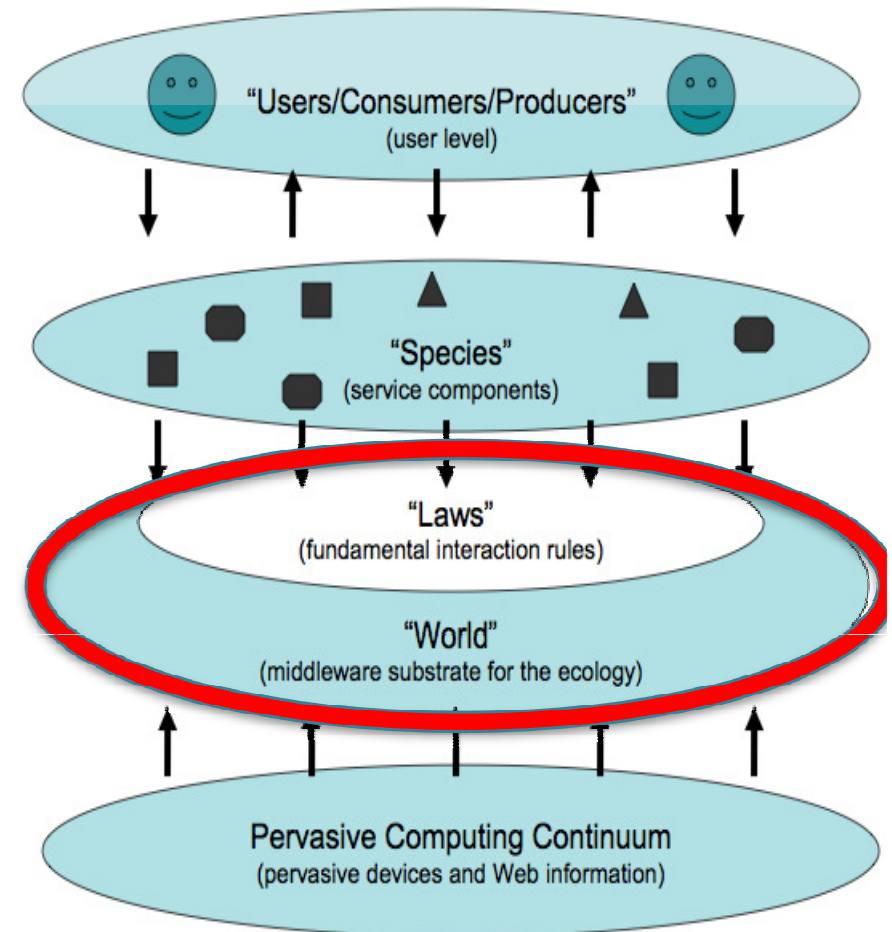 “Users/Consumers/Producers”
(user level)
“Species”
(service components)
“Laws”
(fundamental interaction rules)
“World”
(middleware substrate for the ecology)
Pervasive Computing Continuum
(pervasive devices and Web information)